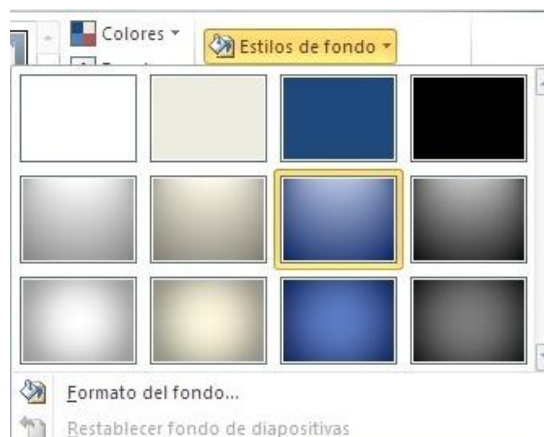 Colores
Estilos de fondo
Formato del fondo...
Restablecer fondo de diapositivas